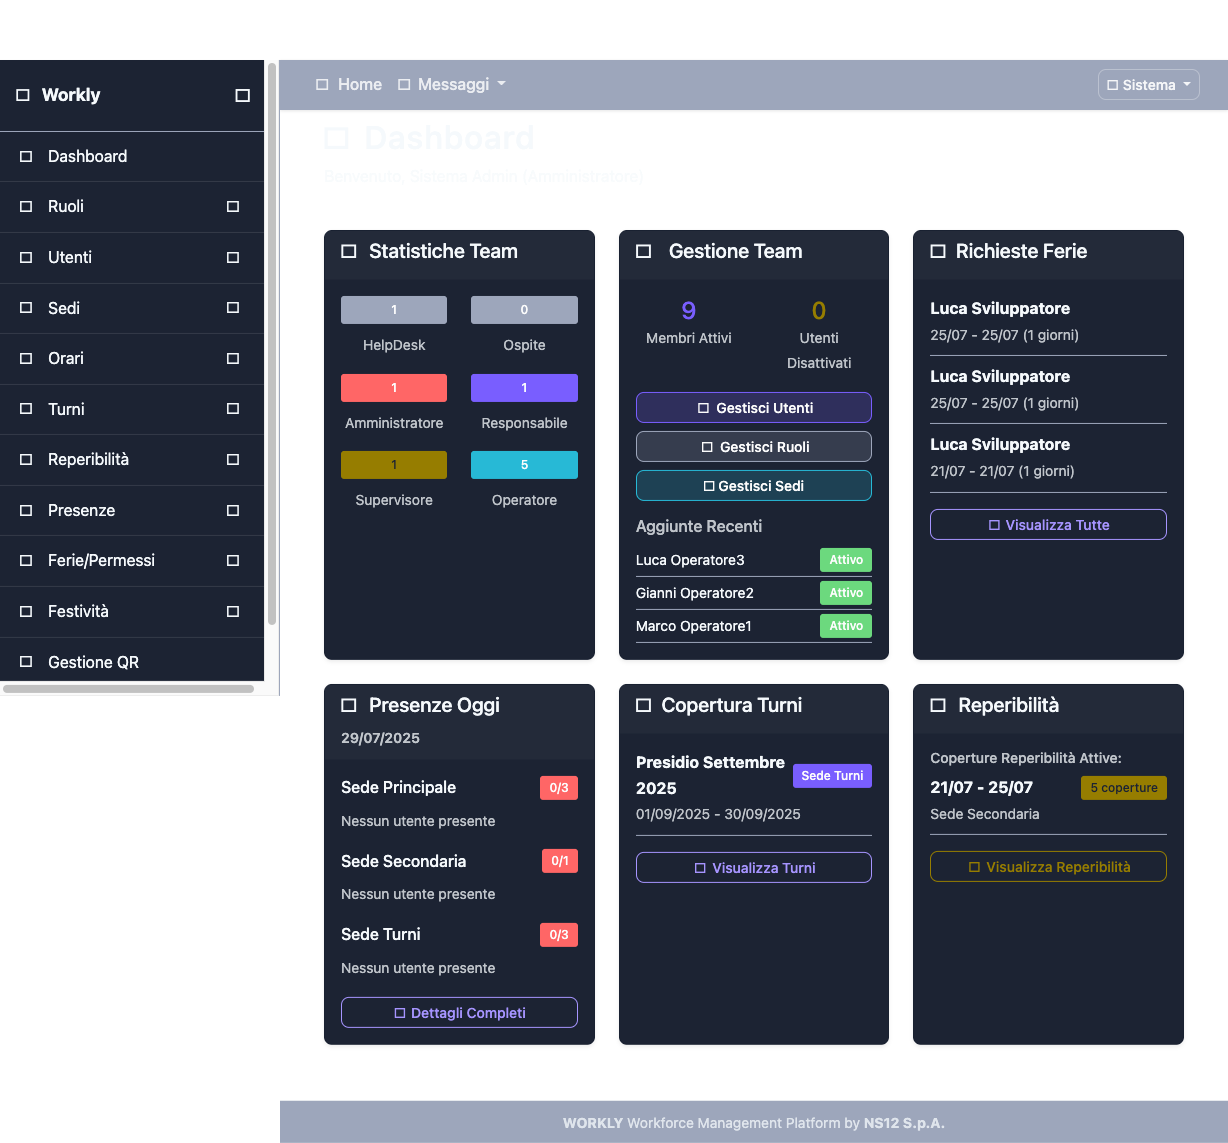 Workly
Dashboard
Ruoli
Utenti
Sedi
Orari
Turni
Reperibilità
Presenze
Ferie/Permessi
Festività
Gestione QR
Home
Messaggi
Sistema
Dashboard
Benvenuto, Sistema Admin (Amministratore)
Statistiche Team
1
0
HelpDesk
Ospite
1
1
Amministratore
Responsabile
1
5
Supervisore
Operatore
Gestione Team
9
0
Membri Attivi
Utenti
Disattivati
Gestisci Utenti
Gestisci Ruoli
Gestisci Sedi
Aggiunte Recenti
Luca Operatore3 Attivo
Gianni Operatore2 Attivo
Marco Operatore1 Attivo
Richieste Ferie
Luca Sviluppatore
25/07 - 25/07 (1 giorni)
Luca Sviluppatore
25/07 - 25/07 (1 giorni)
Luca Sviluppatore
21/07 - 21/07 (1 giorni)
Visualizza Tutte
Presenze Oggi
29/07/2025
Sede Principale 0/3
Nessun utente presente
Sede Secondaria 0/1
Nessun utente presente
Sede Turni 0/3
Nessun utente presente
Dettagli Completi
Copertura Turni
Presidio Settembre
2025
Sede Turni
01/09/2025 - 30/09/2025
Visualizza Turni
Reperibilità
Coperture Reperibilità Attive:
21/07 - 25/07 5 coperture
Sede Secondaria
Visualizza Reperibilità
WORKLY Workforce Management Platform by NS12 S.p.A.